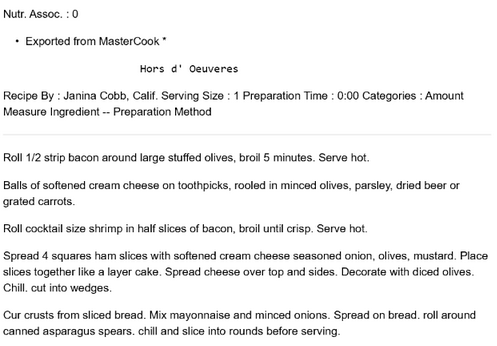 Nutr. Assoc. : 0
• Exported from MasterCook *
Hors d' Oeuveres
Recipe By : Janina Cobb, Calif. Serving Size : 1 Preparation Time : 0:00 Categories : Amount
Measure Ingredient -- Preparation Method
Roll 1/2 strip bacon around large stuffed olives, broil 5 minutes. Serve hot.
Balls of softened cream cheese on toothpicks, rooled in minced olives, parsley, dried beer or
grated carrots.
Roll cocktail size shrimp in half slices of bacon, broil until crisp. Serve hot.
Spread 4 squares ham slices with softened cream cheese seasoned onion, olives, mustard. Place
slices together like a layer cake. Spread cheese over top and sides. Decorate with diced olives.
Chill. cut into wedges.
Cur crusts from sliced bread. Mix mayonnaise and minced onions. Spread on bread. roll around
canned asparagus spears. chill and slice into rounds before serving.